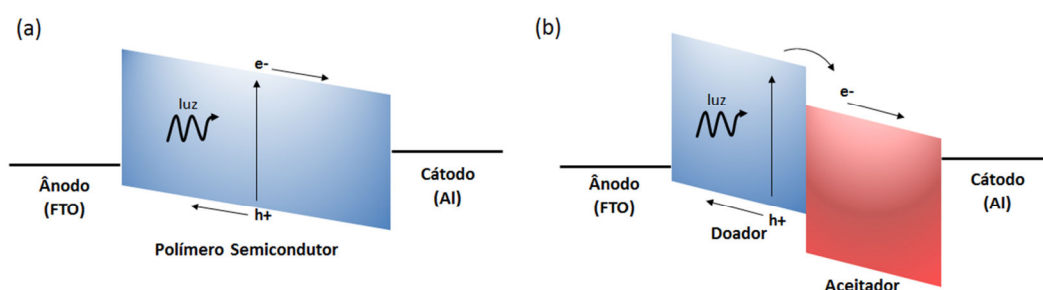 (a)
e-
luz
Ânodo
(FTO)
h+
Cátodo
(Al)
Polímero Semicondutor
(b)
e-
luz
Ânodo
(FTO)
h+
Doador
Cátodo
(Al)
Aceitador